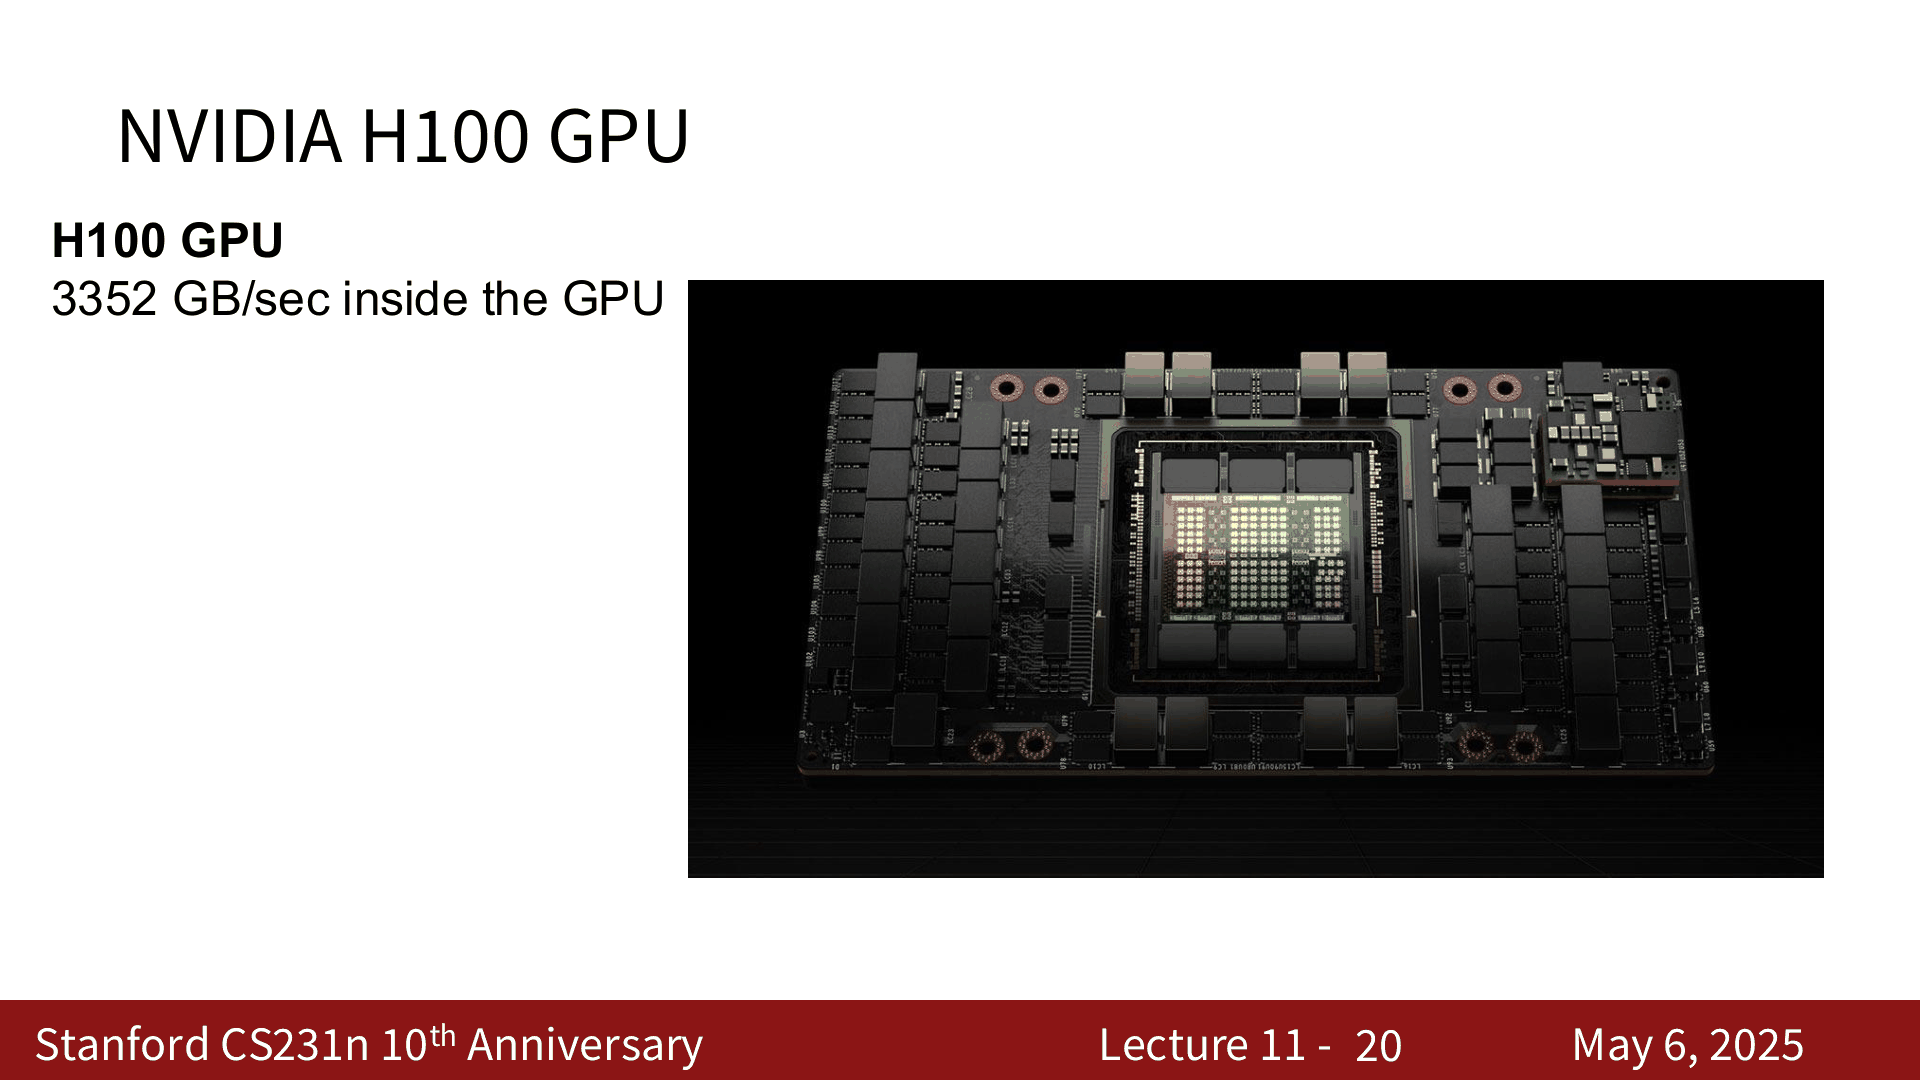 NVIDIA H100 GPU
H100 GPU
3352 GB/sec inside the GPU
Stanford CS231n 10th Anniversary
Lecture 11 - 20
May 6, 2025